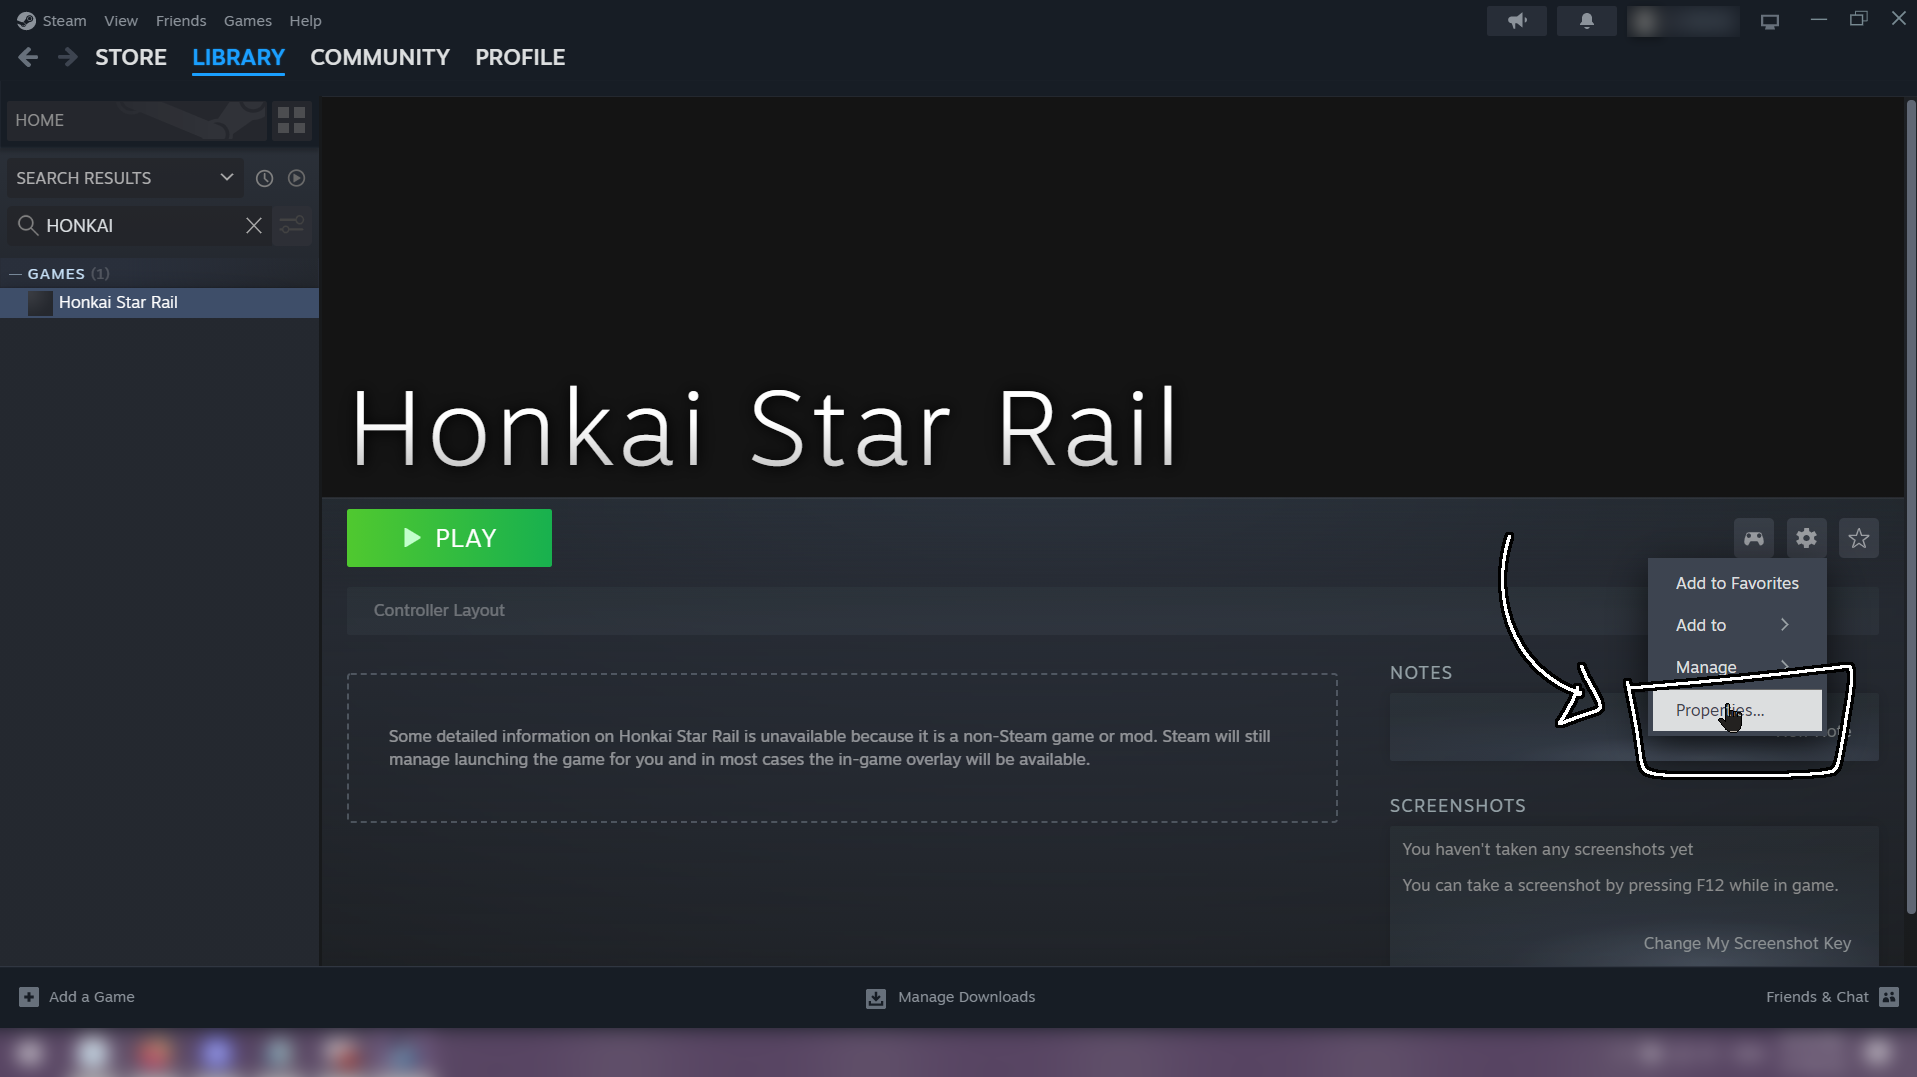 Steam View Friends Games Help
STORE LIBRARY COMMUNITY PROFILE
HOME
SEARCH RESULTS
HONKAI
— GAMES (1)
Honkai Star Rail
Honkai Star Rail
PLAY
Controller Layout
Add to Favorites
Add to
Manage
Properties...
NOTES
Some detailed information on Honkai Star Rail is unavailable because it is a non-Steam game or mod. Steam will still
manage launching the game for you and in most cases the in-game overlay will be available.
SCREENSHOTS
You haven't taken any screenshots yet
You can take a screenshot by pressing F12 while in game.
Change My Screenshot Key
Add a Game
Manage Downloads
Friends & Chat